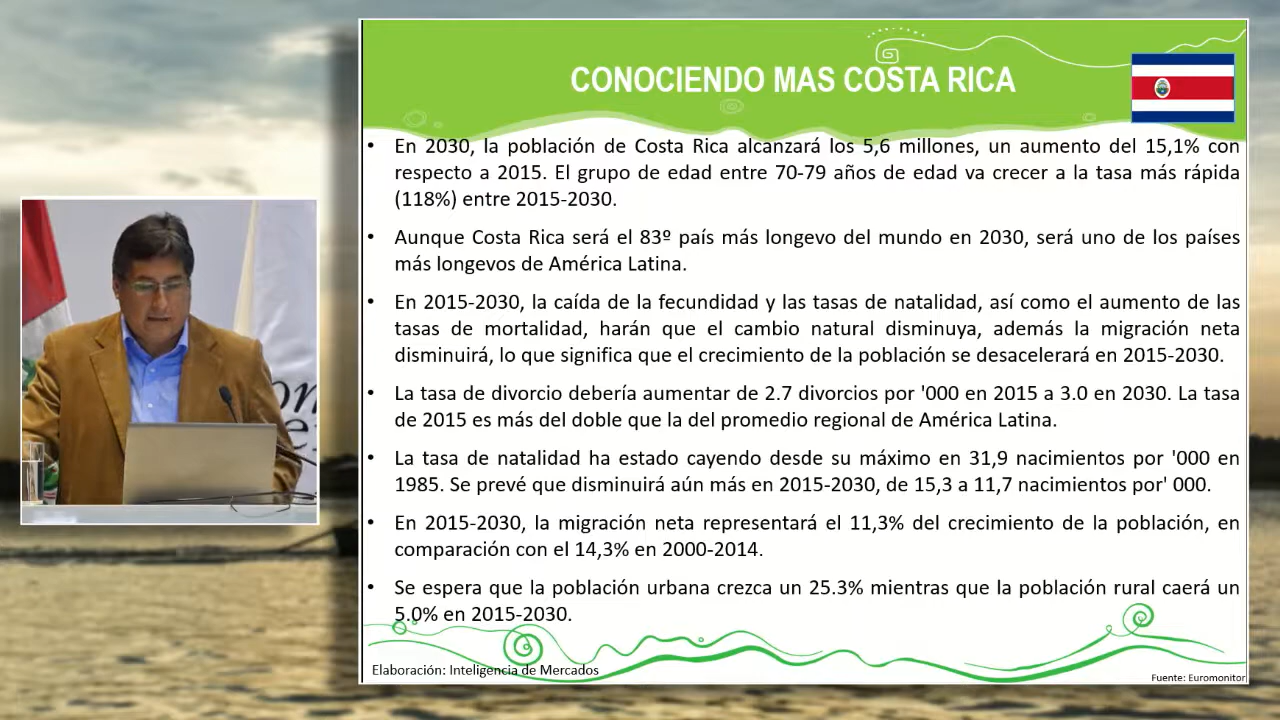 CONOCIENDO MAS COSTA RICA
• En 2030, la población de Costa Rica alcanzará los 5,6 millones, un aumento del 15,1% con
respecto a 2015. El grupo de edad entre 70-79 años de edad va crecer a la tasa más rápida
(118%) entre 2015-2030.
• Aunque Costa Rica será el 83º país más longevo del mundo en 2030, será uno de los países
más longevos de América Latina.
• En 2015-2030, la caída de la fecundidad y las tasas de natalidad, así como el aumento de las
tasas de mortalidad, harán que el cambio natural disminuya, además la migración neta
disminuirá, lo que significa que el crecimiento de la población se desacelerará en 2015-2030.
• La tasa de divorcio debería aumentar de 2.7 divorcios por '000 en 2015 a 3.0 en 2030. La tasa
de 2015 es más del doble que la del promedio regional de América Latina.
• La tasa de natalidad ha estado cayendo desde su máximo en 31,9 nacimientos por '000 en
1985. Se prevé que disminuirá aún más en 2015-2030, de 15,3 a 11,7 nacimientos por' 000.
• En 2015-2030, la migración neta representará el 11,3% del crecimiento de la población, en
comparación con el 14,3% en 2000-2014.
• Se espera que la población urbana crezca un 25.3% mientras que la población rural caerá un
5.0% en 2015-2030.
Elaboración: Inteligencia de Mercados
Fuente: Euromonitor